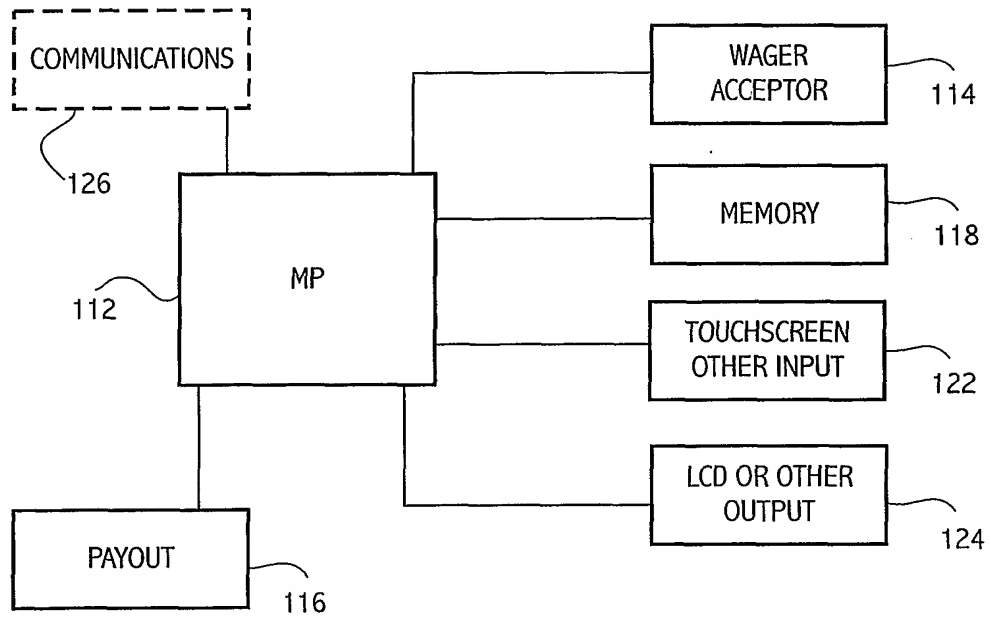 COMMUNICATIONS
126
WAGER
ACCEPTOR
114
MEMORY
118
MP
112
TOUCHSCREEN
OTHER INPUT
122
LCD OR OTHER
OUTPUT
124
PAYOUT
116